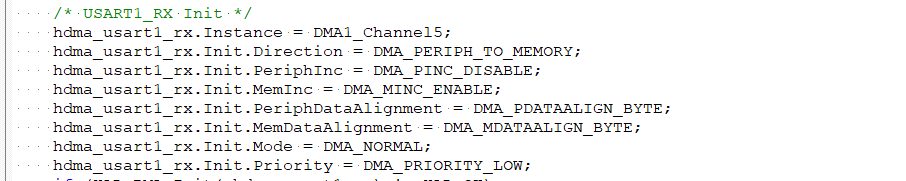 /* USART1_RX Init */
hdma_usart1_rx.Instance = DMA1_Channel5;
hdma_usart1_rx.Init.Direction = DMA_PERIPH_TO_MEMORY;
hdma_usart1_rx.Init.PeriphInc = DMA_PINC_DISABLE;
hdma_usart1_rx.Init.MemInc = DMA_MINC_ENABLE;
hdma_usart1_rx.Init.PeriphDataAlignment = DMA_PDATAALIGN_BYTE;
hdma_usart1_rx.Init.MemDataAlignment = DMA_MDATAALIGN_BYTE;
hdma_usart1_rx.Init.Mode = DMA_NORMAL;
hdma_usart1_rx.Init.Priority = DMA_PRIORITY_LOW;